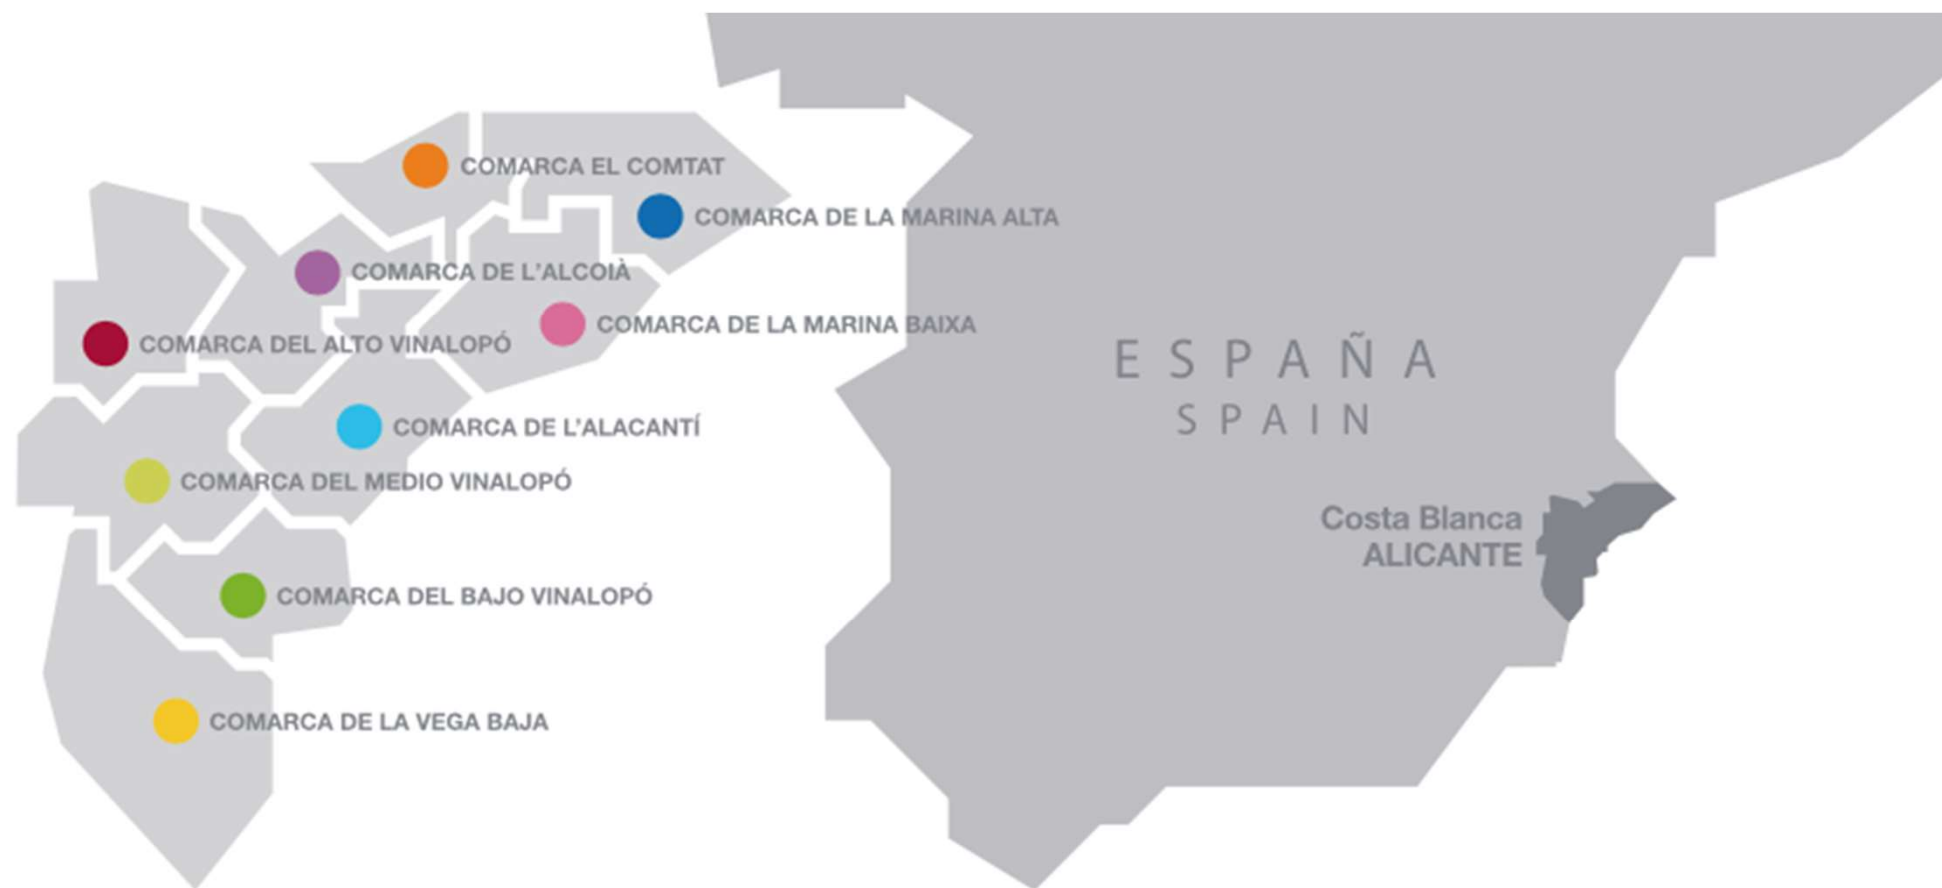 COMARCA EL COMTAT
COMARCA DE LA MARINA ALTA
COMARCA DE L'ALCOIÀ
COMARCA DE LA MARINA BAIXA
COMARCA DEL ALTO VINALOPÓ
COMARCA DE L'ALACANTÍ
COMARCA DEL MEDIO VINALOPÓ
COMARCA DEL BAJO VINALOPÓ
COMARCA DE LA VEGA BAJA
ESPAÑA
SPAIN
Costa Blanca
ALICANTE